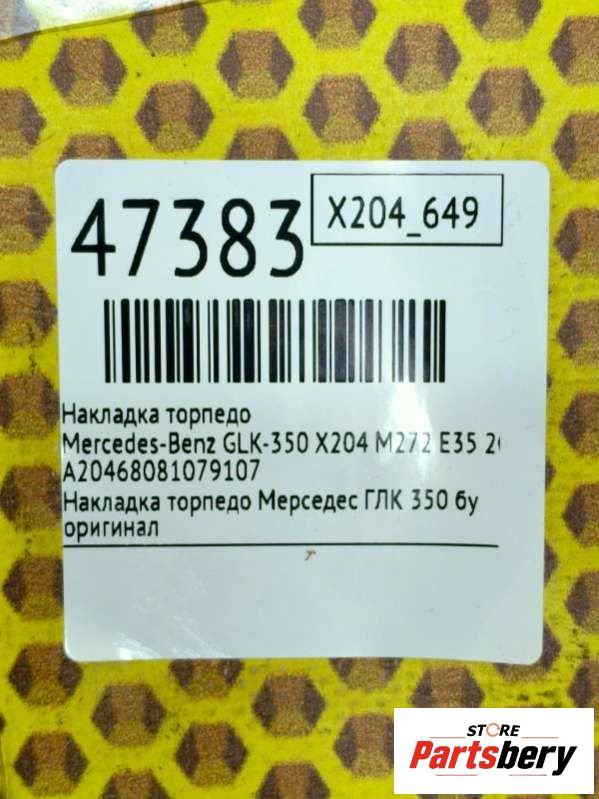 47383
X204_649
Накладка торпедо
Mercedes-Benz GLK-350 X204 M272 E35
A20468081079107
Накладка торпедо Мерседес ГЛК 350 бу
оригинал
STORE
Partsbery